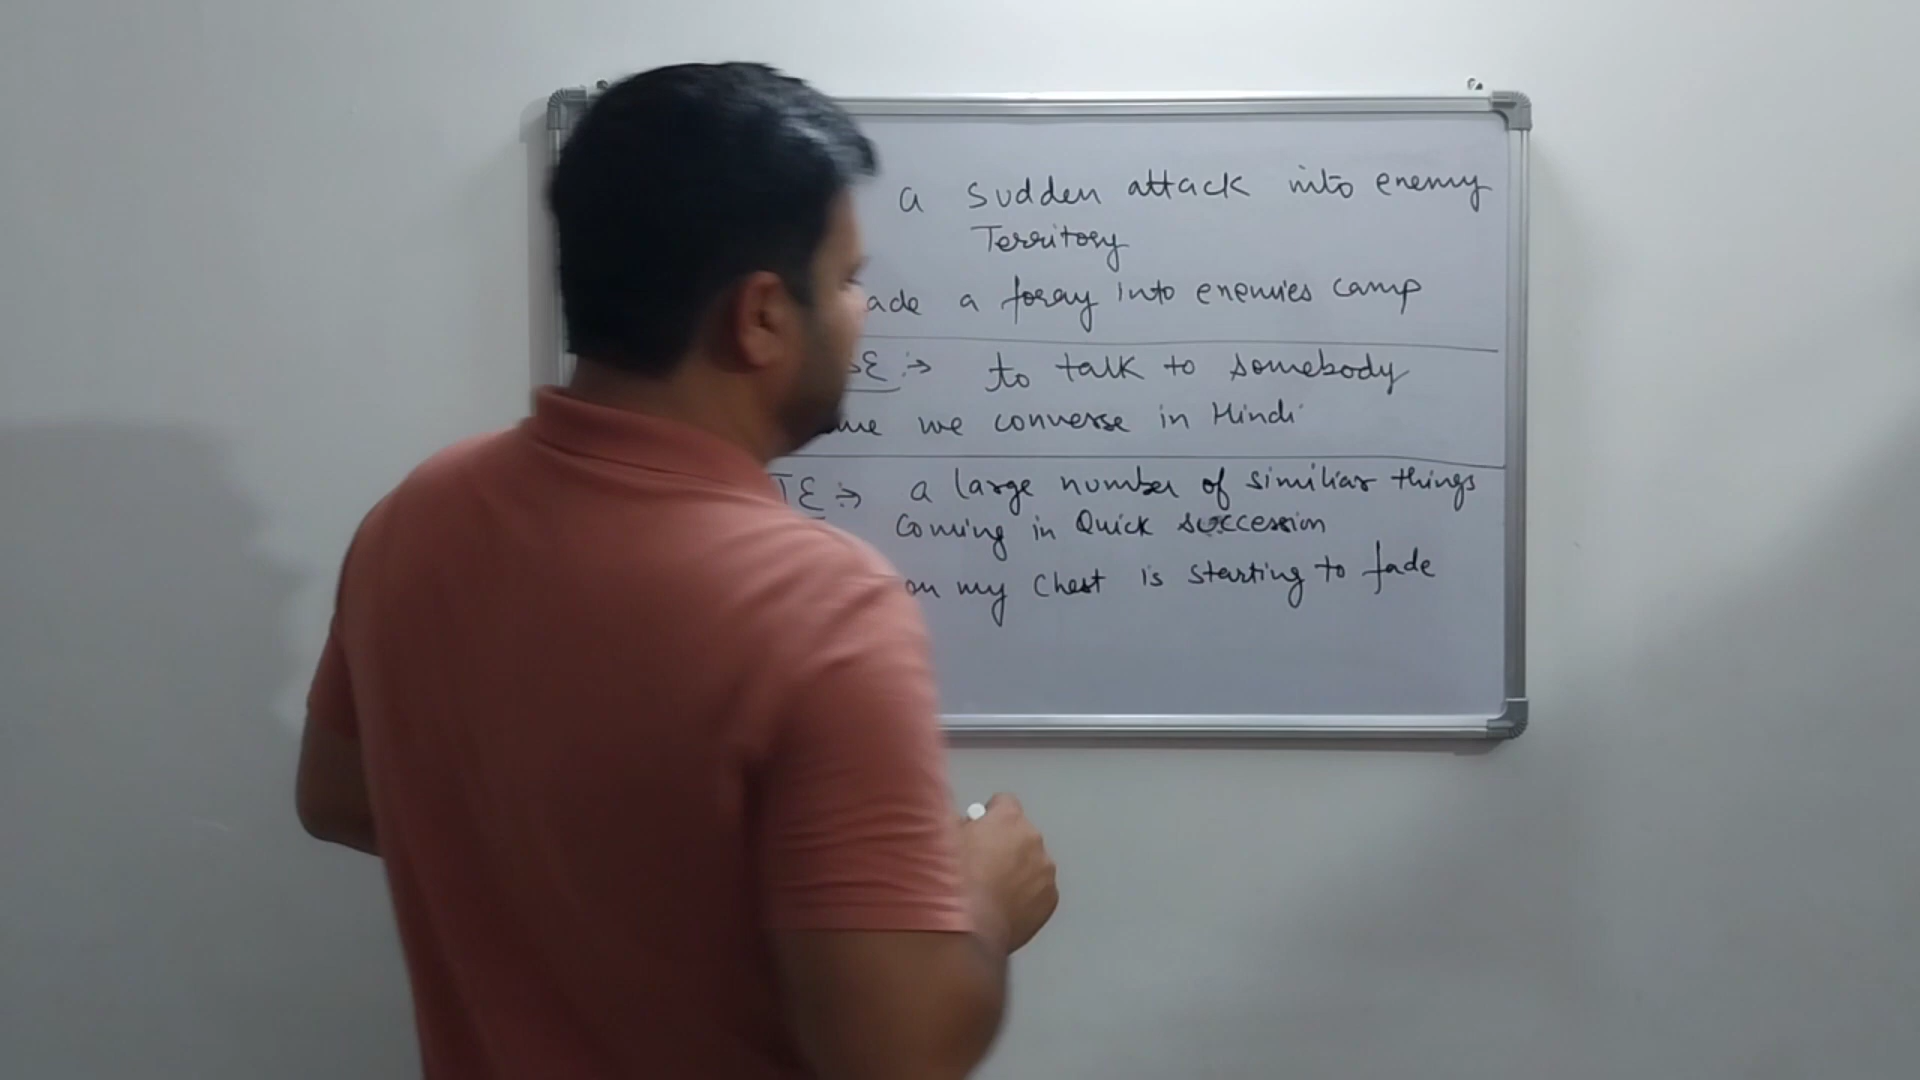 a sudden attack into enemy
Territory
a foray into enemies camp
to talk to somebody
we converse in Hindi
a large number of similiar things
Coming in Quick succession
on my Chest is starting to fade